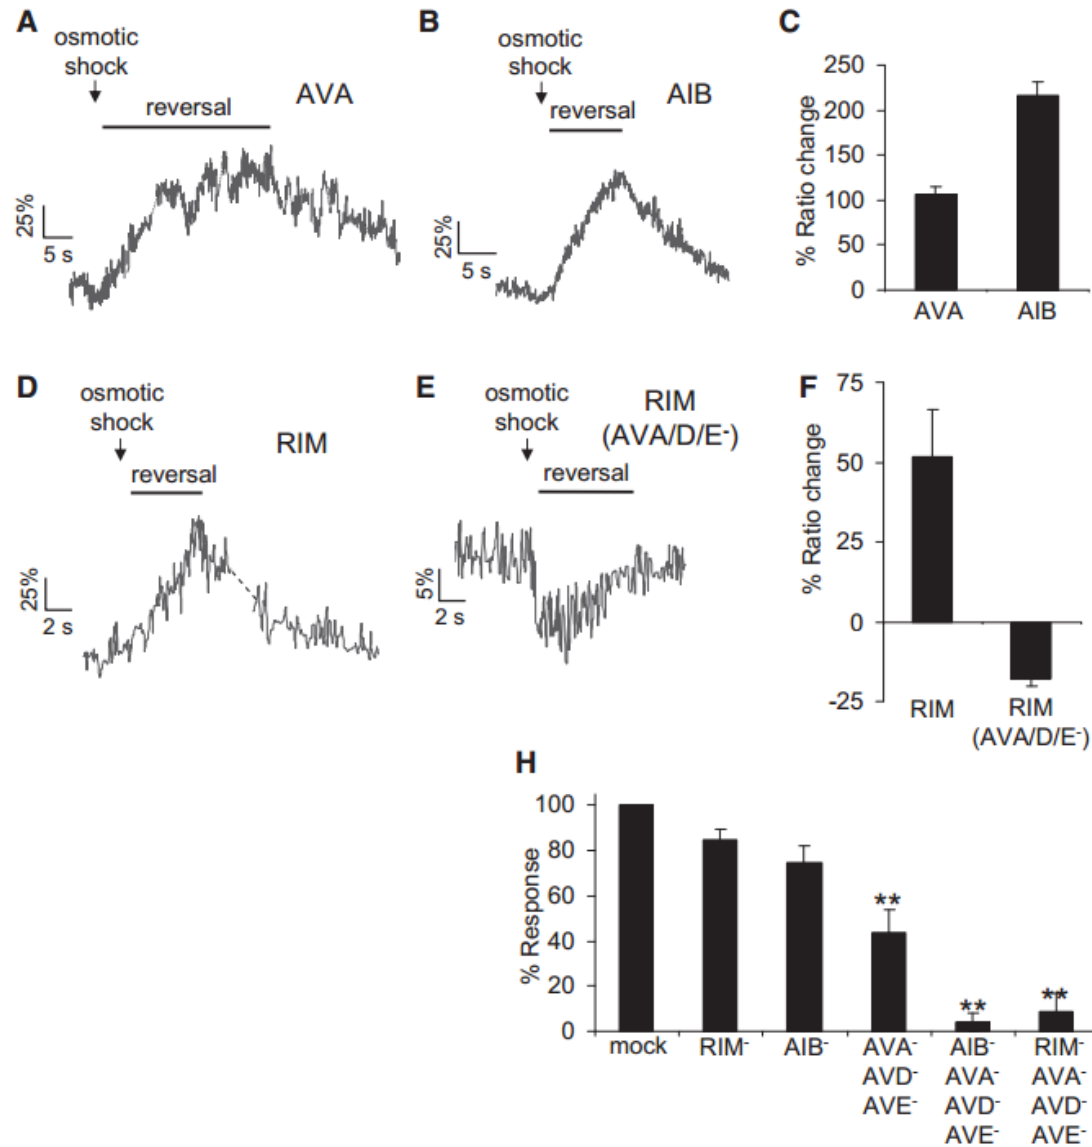 A
osmotic
shock
reversal
AVA
25%
5 s
B
osmotic
shock
reversal
AIB
25%
5 s
C
% Ratio change
250
200
150
100
50
0
AVA
AIB
D
osmotic
shock
reversal
RIM
25%
2 s
E
osmotic
shock
reversal
RIM
(AVA/D/E-)
5%
2 s
F
% Ratio change
75
50
25
0
-25
RIM
RIM
(AVA/D/E-)
H
% Response
100
80
60
40
20
0
**
**
**
mock
RIM-
AIB-
AVA-
AVD-
AVE-
AIB-
AVA-
AVD-
AVE-
RIM-
AVA-
AVD-
AVE-